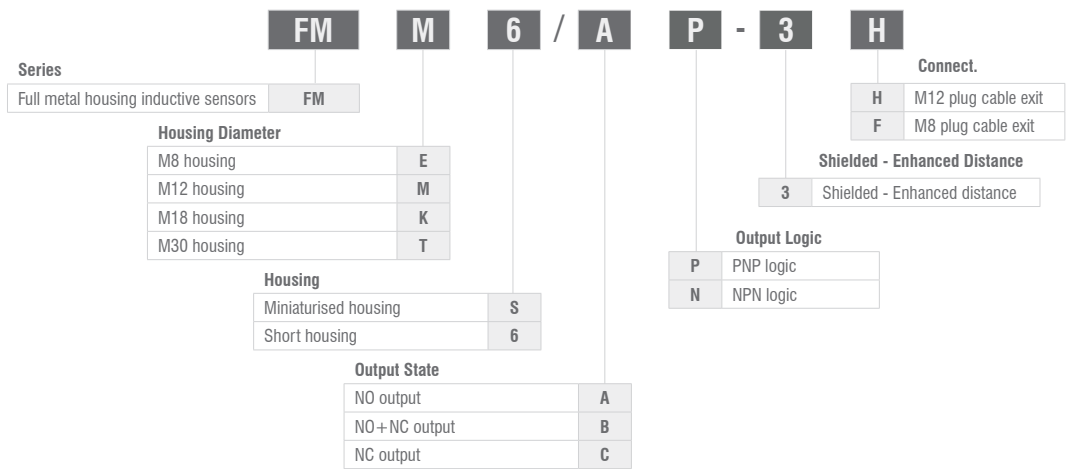 FM M 6 / A P - 3 H
Series
Full metal housing inductive sensors FM
Housing Diameter
M8 housing E
M12 housing M
M18 housing K
M30 housing T
Housing
Miniaturised housing S
Short housing 6
Output State
NO output A
NO+NC output B
NC output C
Connect.
H M12 plug cable exit
F M8 plug cable exit
Shielded - Enhanced Distance
3 Shielded - Enhanced distance
Output Logic
P PNP logic
N NPN logic